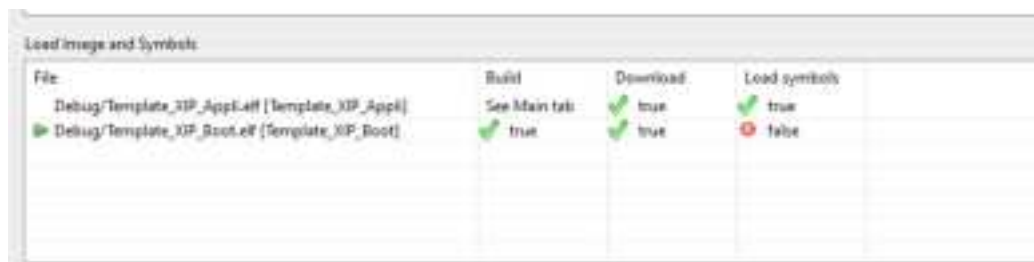 Load Image and Symbols
File Build Download Load symbols
Debug/Template_XIP_Appli.elf [Template_XIP_Appli] See Main tab true true
Debug/Template_XIP_Boot.elf [Template_XIP_Boot] true true false